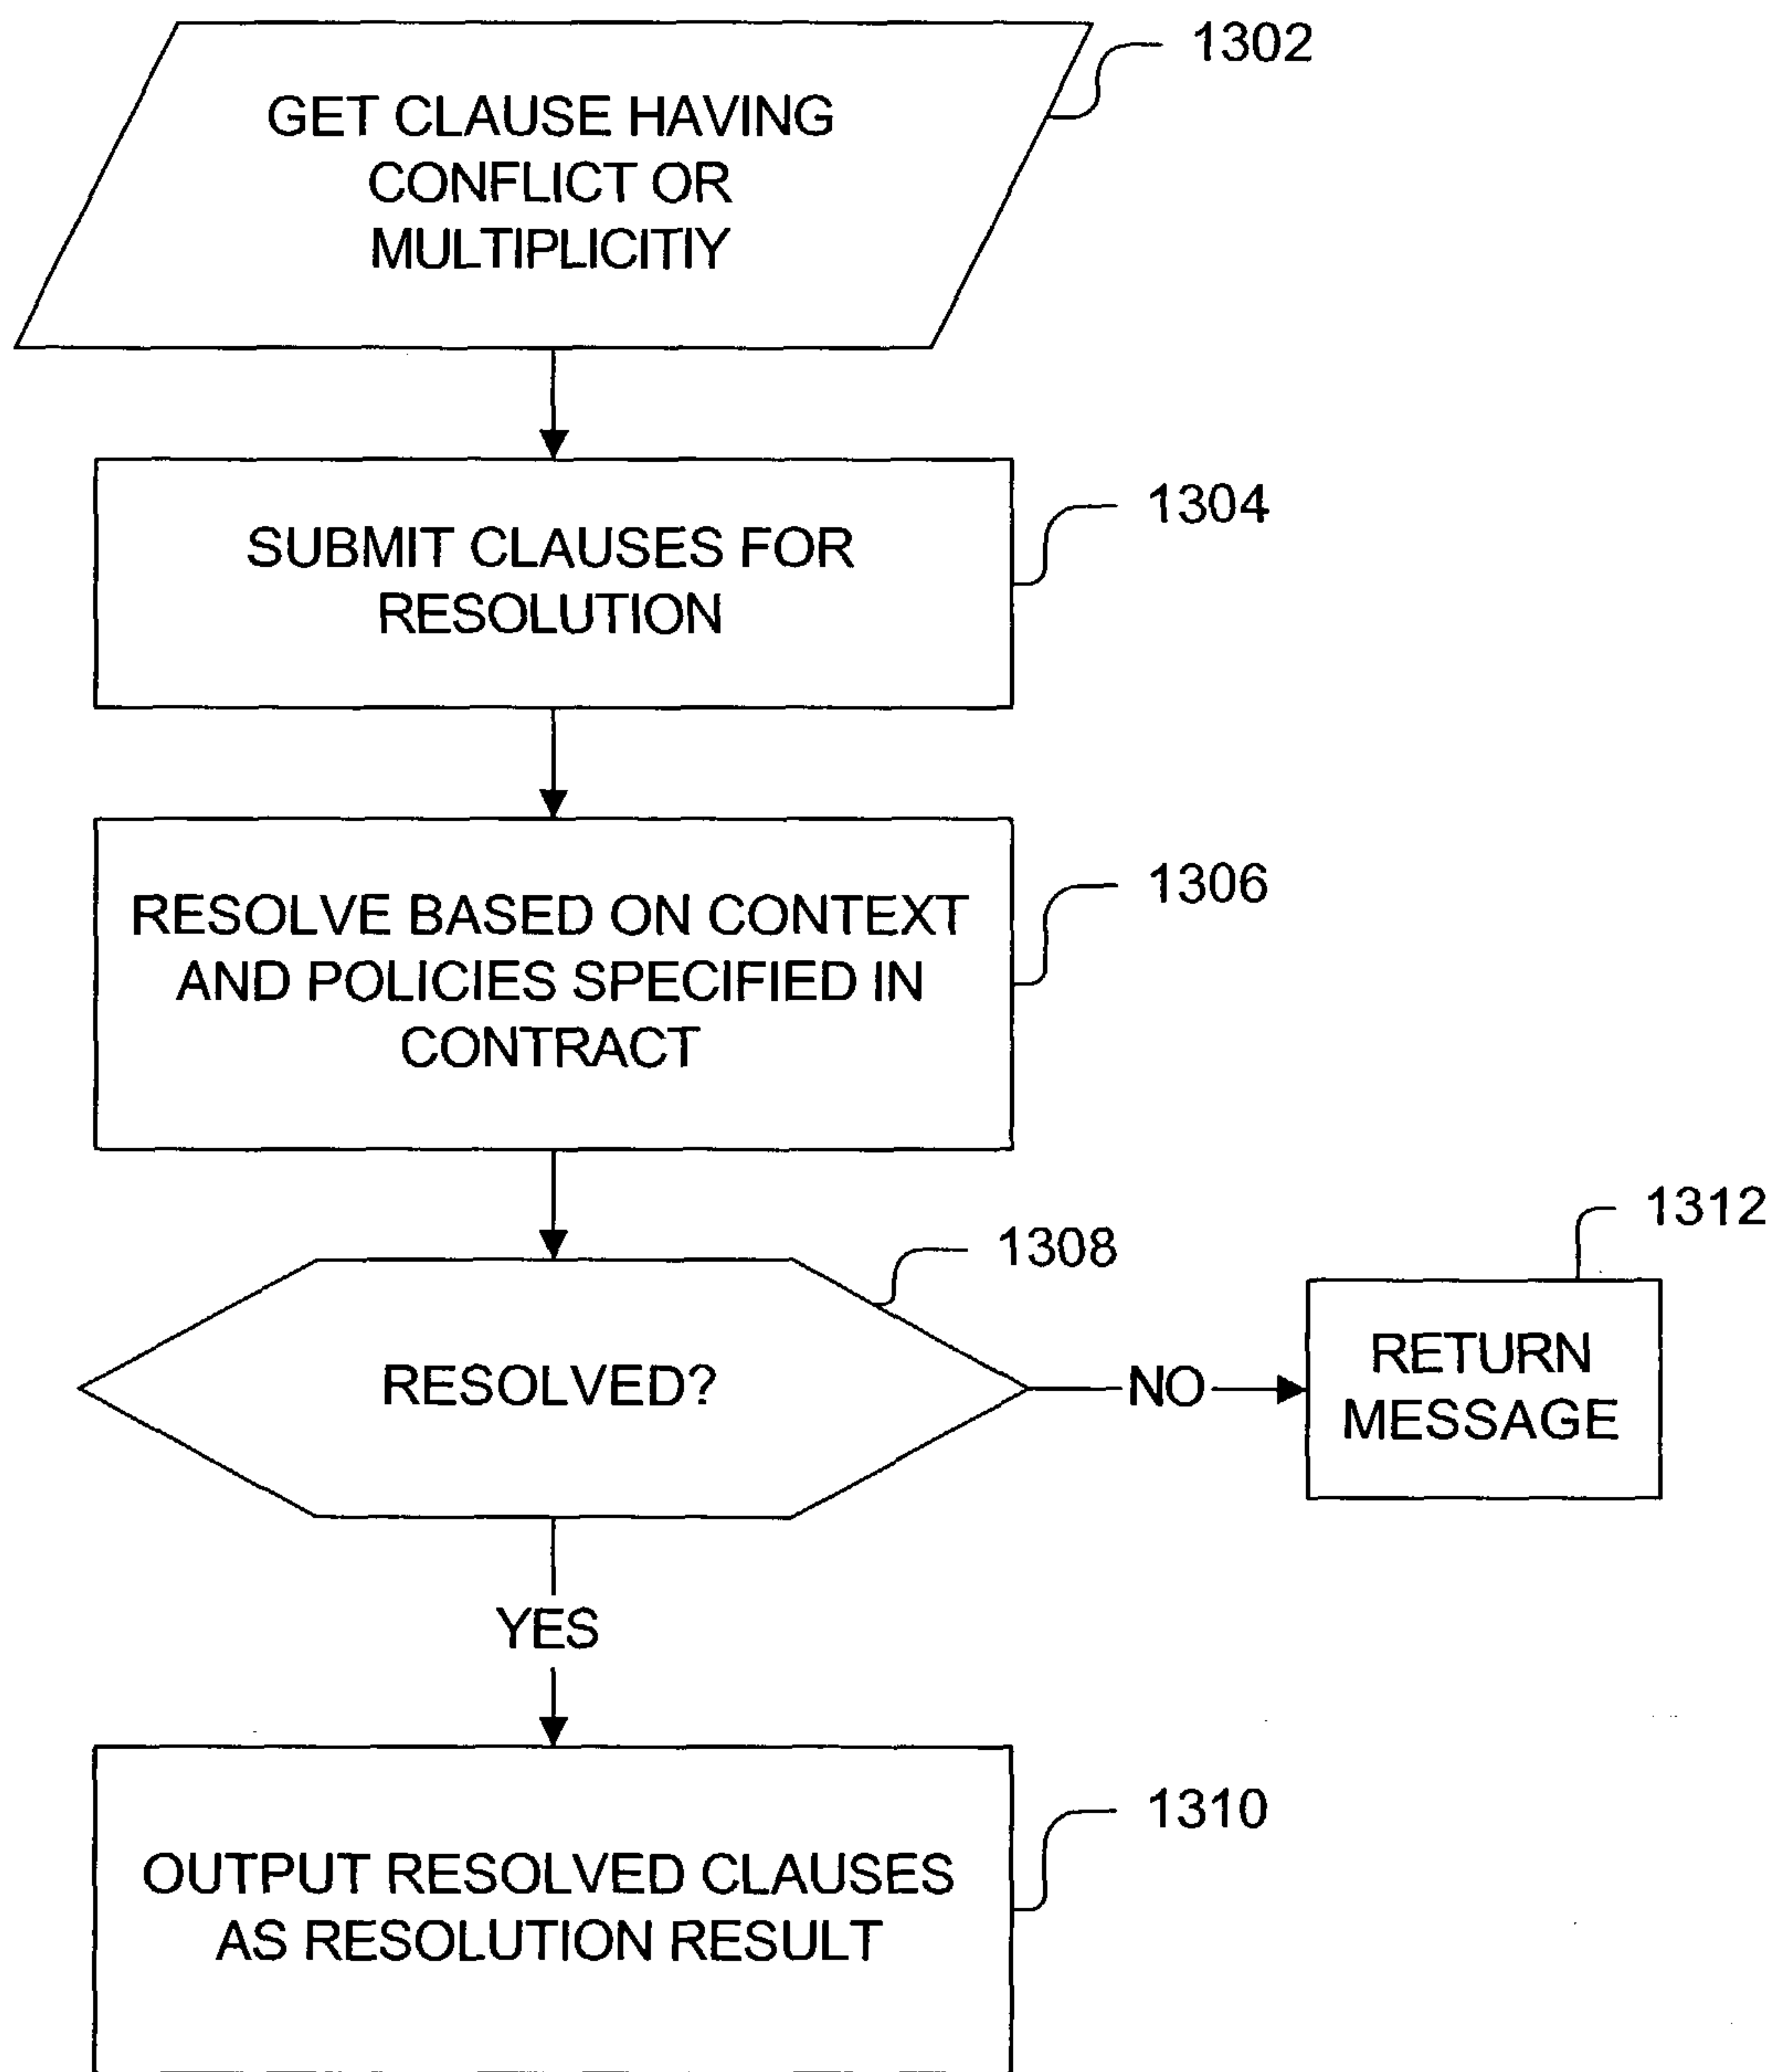 1302
GET CLAUSE HAVING
CONFLICT OR
MULTIPLICITIY
1304
SUBMIT CLAUSES FOR
RESOLUTION
1306
RESOLVE BASED ON CONTEXT
AND POLICIES SPECIFIED IN
CONTRACT
1308
RESOLVED?
NO
1312
RETURN
MESSAGE
YES
1310
OUTPUT RESOLVED CLAUSES
AS RESOLUTION RESULT